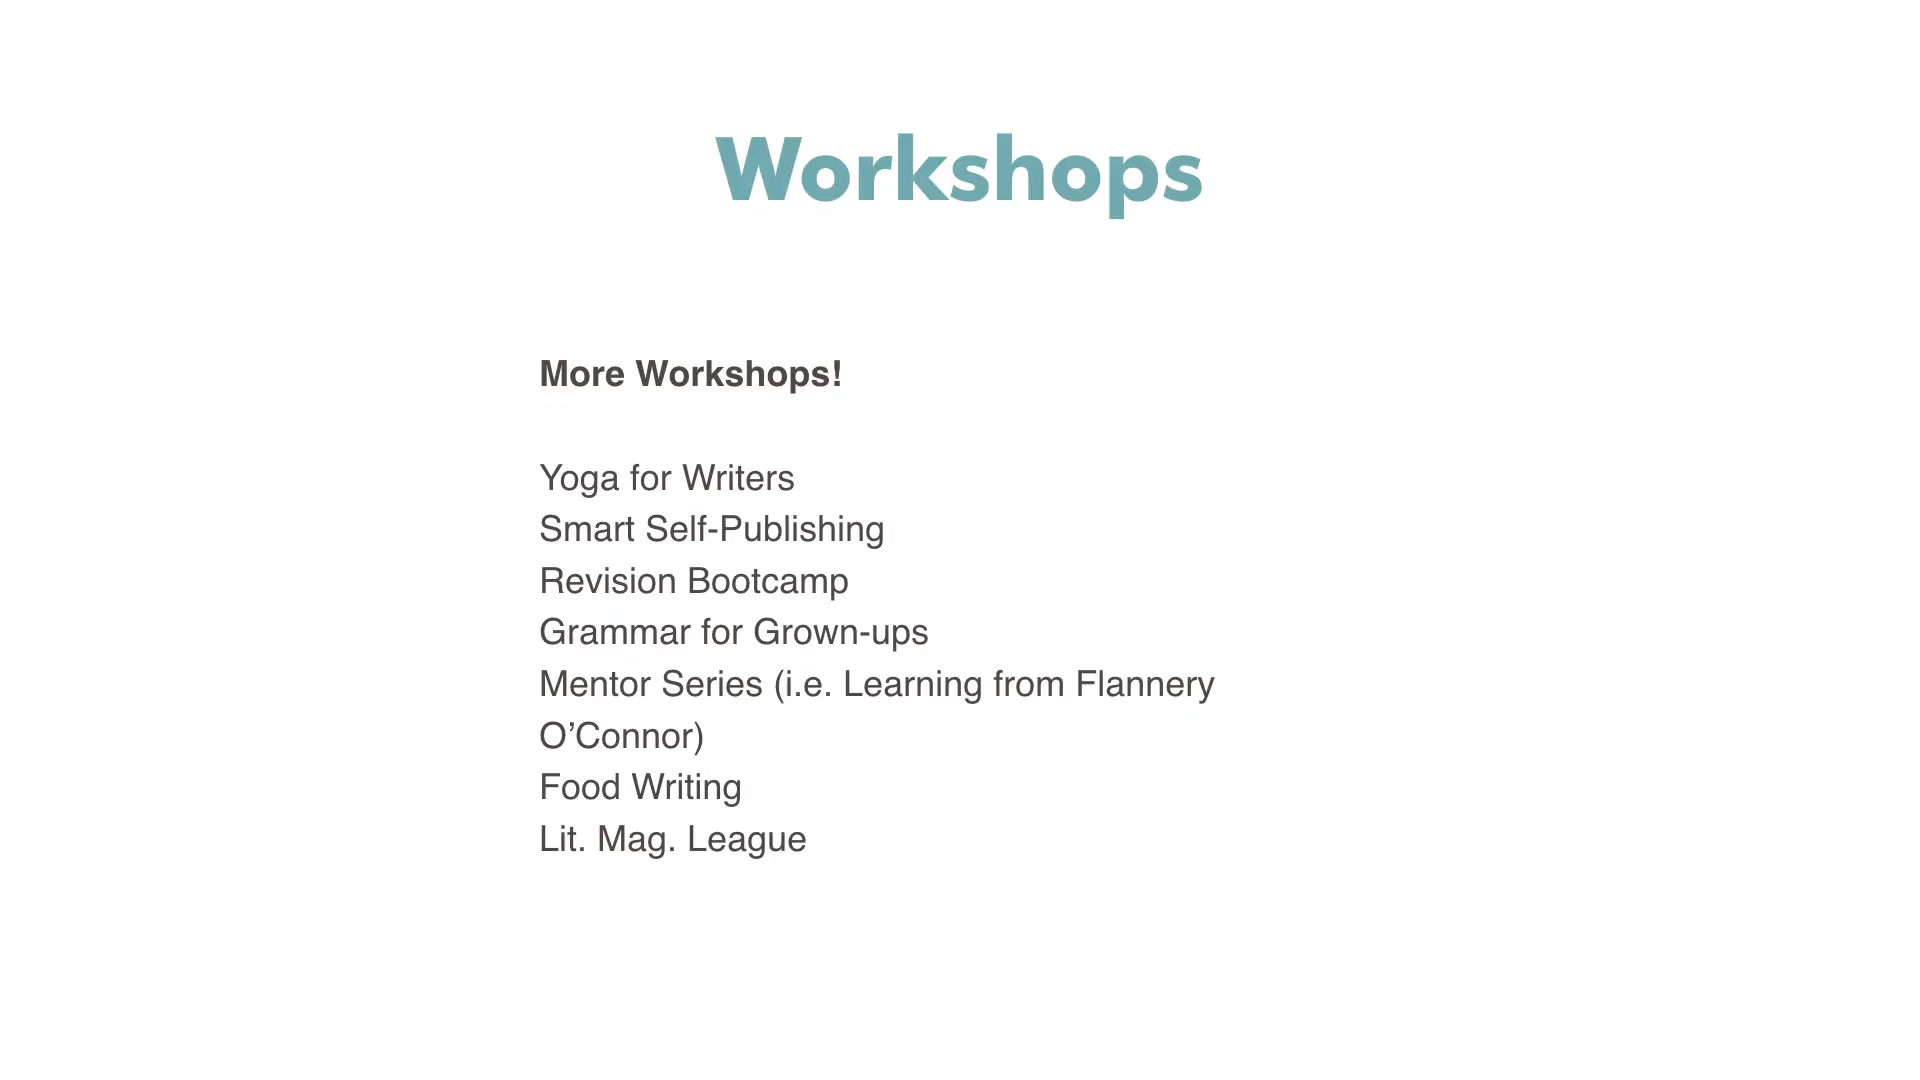 Workshops
More Workshops!
Yoga for Writers
Smart Self-Publishing
Revision Bootcamp
Grammar for Grown-ups
Mentor Series (i.e. Learning from Flannery
O’Connor)
Food Writing
Lit. Mag. League